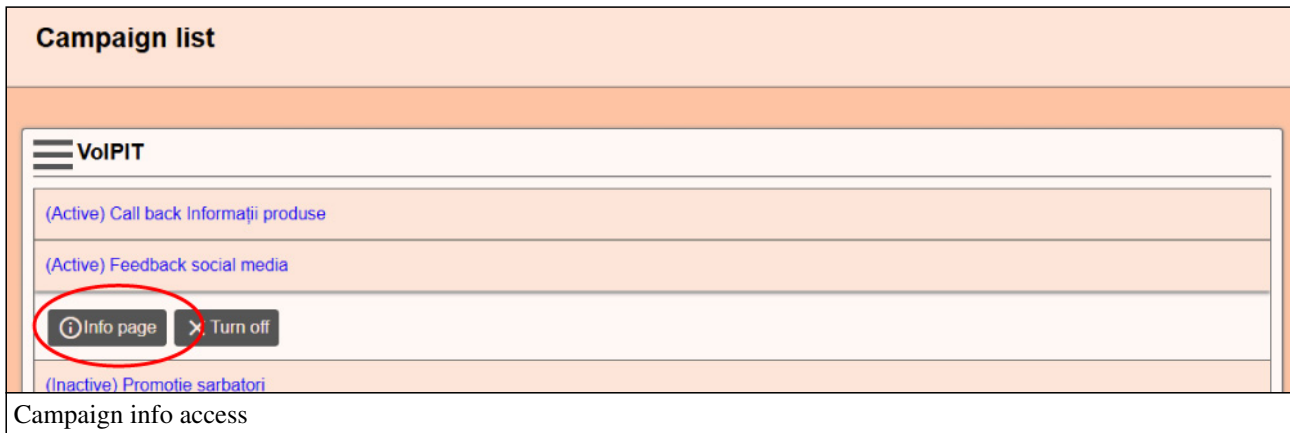 Campaign list
VoIPIT
(Active) Call back Informații produse
(Active) Feedback social media
Info page Turn off
(Inactive) Promotie sarbatori
Campaign info access